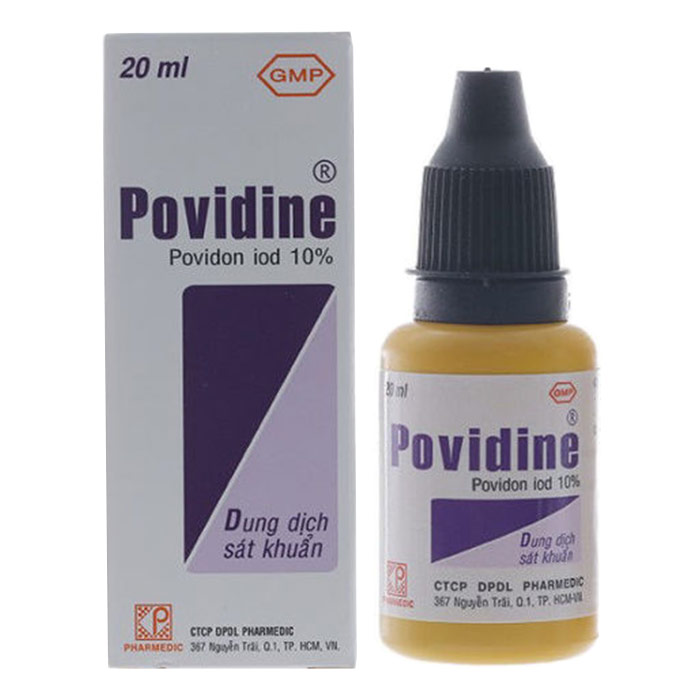 20 ml
GMP
®
Povidine
Povidon iod 10%
Dung dịch
sát khuẩn
PHARMEDIC
CTCP DPDL PHARMEDIC
367 Nguyễn Trãi, Q.1, TP. HCM, VN.
20 ml
GMP
®
Povidine
Povidon iod 10%
Dung dịch
sát khuẩn
PHARMEDIC
CTCP DPDL PHARMEDIC
367 Nguyễn Trãi, Q.1, TP. HCM-VN.